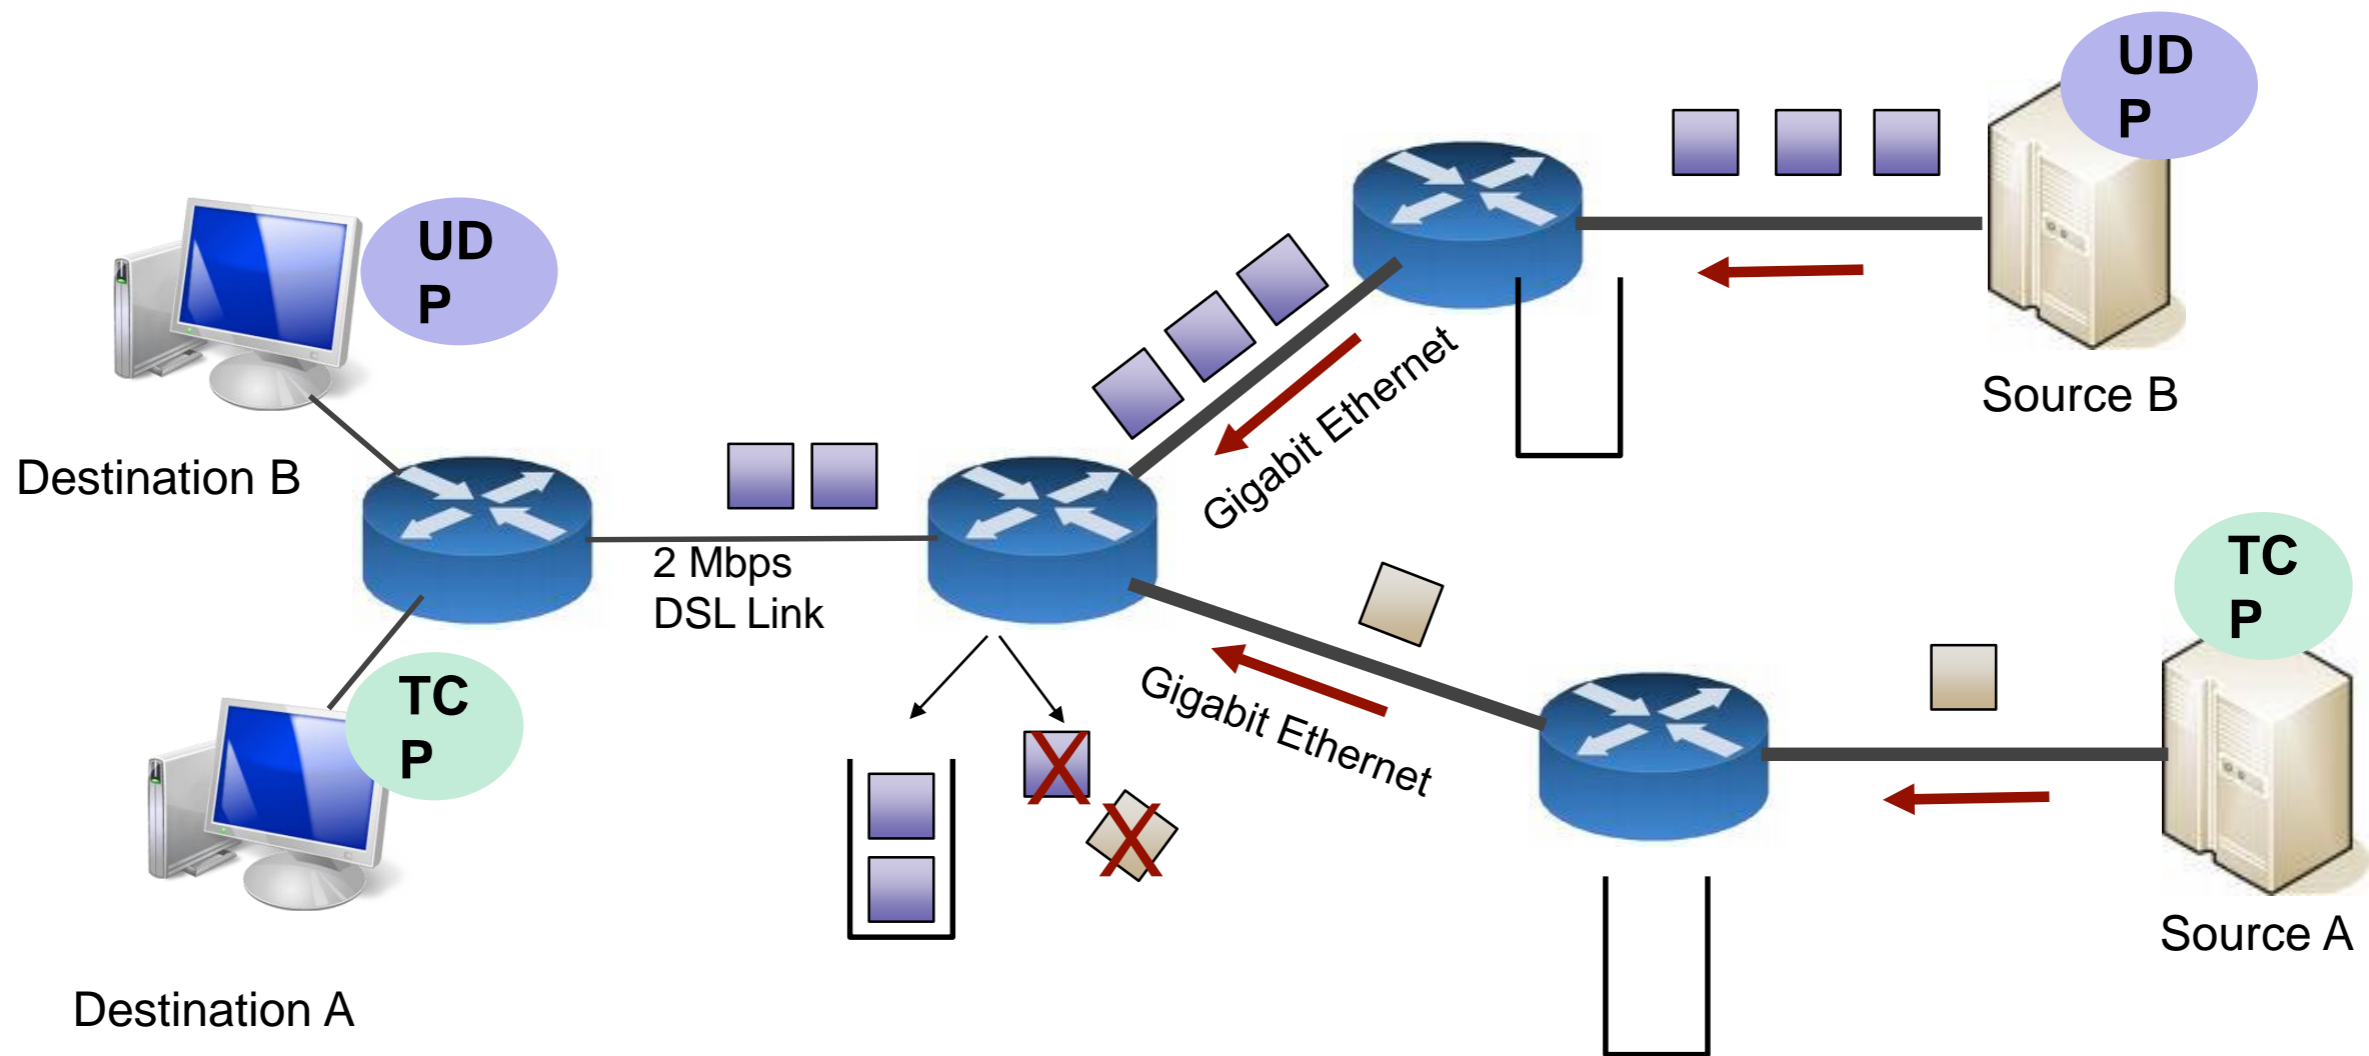 UD
P
UD
P
Source B
Destination B
Gigabit Ethernet
2 Mbps
DSL Link
TC
P
TC
P
Gigabit Ethernet
Source A
Destination A